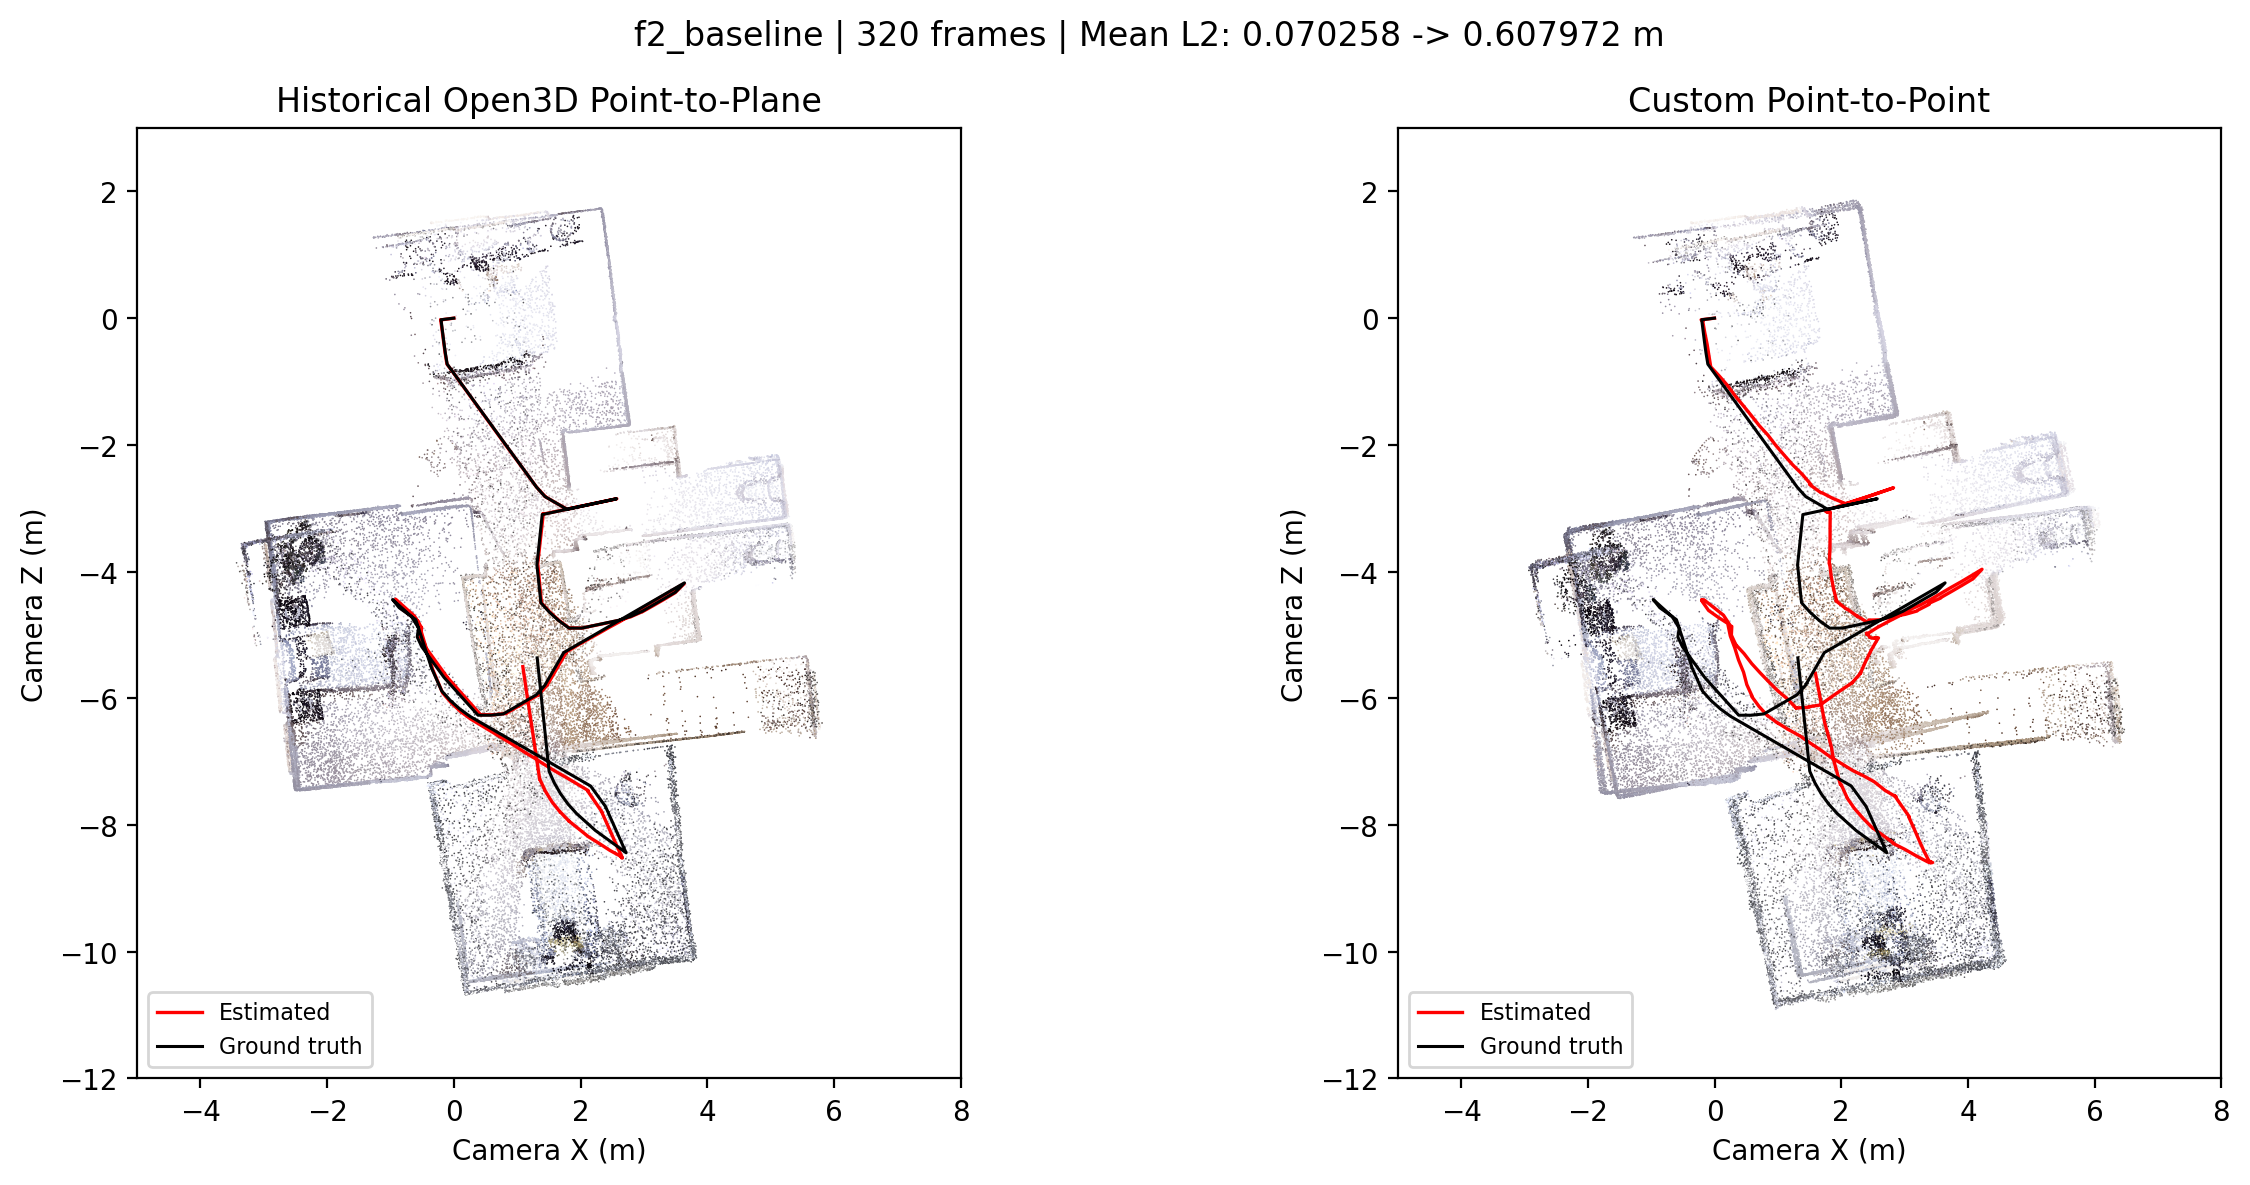 f2_baseline | 320 frames | Mean L2: 0.070258 -> 0.607972 m
Historical Open3D Point-to-Plane
Camera Z (m)
2
0
−2
−4
−6
−8
−10
−12
Estimated
Ground truth
−4
−2
0
2
4
6
8
Camera X (m)
Custom Point-to-Point
Camera Z (m)
2
0
−2
−4
−6
−8
−10
−12
Estimated
Ground truth
−4
−2
0
2
4
6
8
Camera X (m)